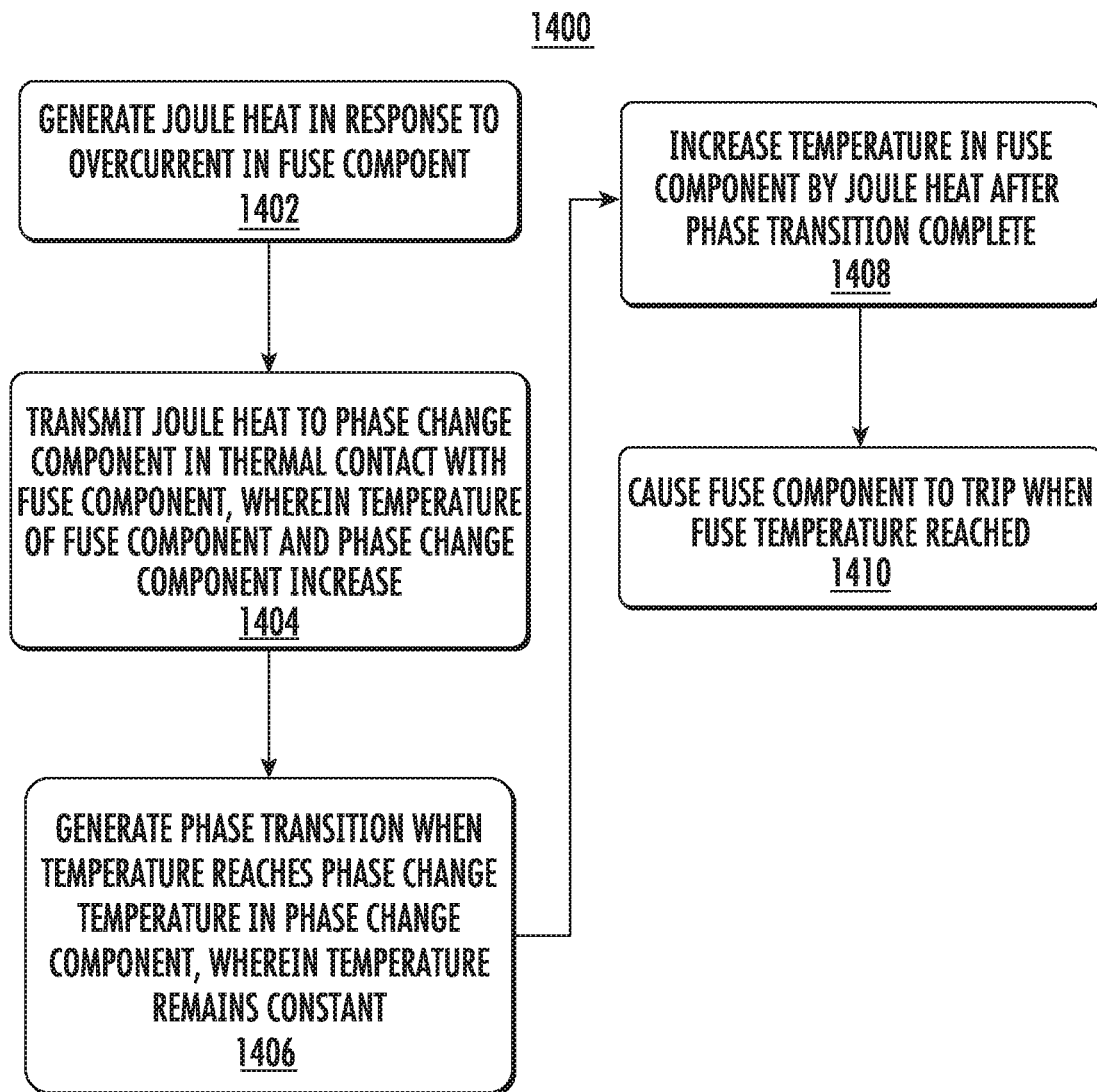 1400
GENERATE JOULE HEAT IN RESPONSE TO
OVERCURRENT IN FUSE COMPOENT
1402
TRANSMIT JOULE HEAT TO PHASE CHANGE
COMPONENT IN THERMAL CONTACT WITH
FUSE COMPONENT, WHEREIN TEMPERATURE
OF FUSE COMPONENT AND PHASE CHANGE
COMPONENT INCREASE
1404
GENERATE PHASE TRANSITION WHEN
TEMPERATURE REACHES PHASE CHANGE
TEMPERATURE IN PHASE CHANGE
COMPONENT, WHEREIN TEMPERATURE
REMAINS CONSTANT
1406
INCREASE TEMPERATURE IN FUSE
COMPONENT BY JOULE HEAT AFTER
PHASE TRANSITION COMPLETE
1408
CAUSE FUSE COMPONENT TO TRIP WHEN
FUSE TEMPERATURE REACHED
1410